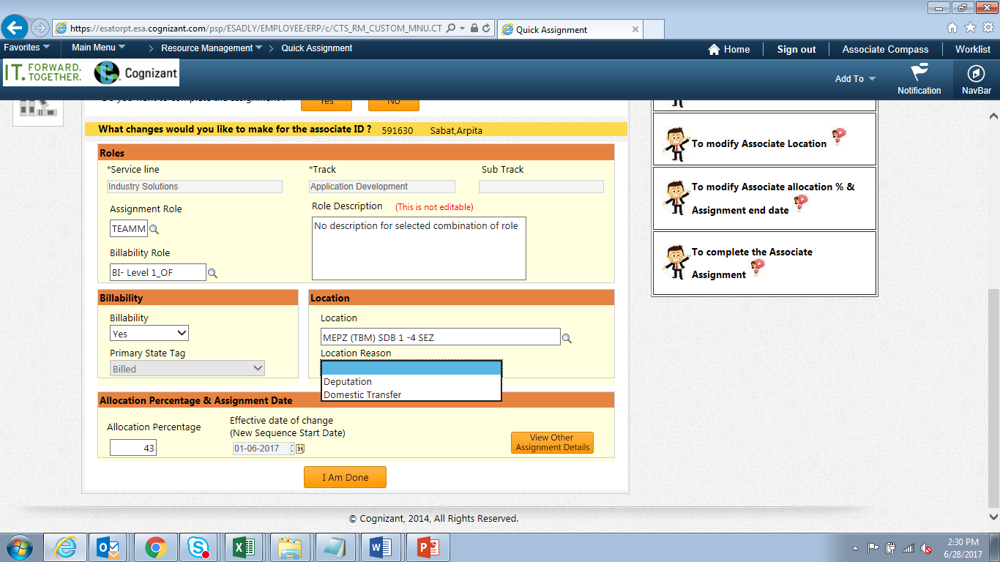 https://esatorpt.esa.cognizant.com/psp/ESADLY/EMPLOYEE/ERP/c/CTS_RM_CUSTOM_MNU.CT
Quick Assignment
Favorites
Main Menu
Resource Management
Quick Assignment
Home
Sign out
Associate Compass
Worklist
IT. FORWARD.
TOGETHER.
Cognizant
Add To
Notification
NavBar
Do you want to complete the assignment ?
Yes
No
What changes would you like to make for the associate ID ? 591630 Sabat,Arpita
Roles
*Service line
*Track
Sub Track
Industry Solutions
Application Development
Assignment Role
TEAMM
Role Description (This is not editable)
No description for selected combination of role
Billability Role
BI- Level 1_OF
Billability
Billability
Yes
Primary State Tag
Billed
Location
Location
MEPZ (TBM) SDB 1 -4 SEZ
Location Reason
Deputation
Domestic Transfer
Allocation Percentage & Assignment Date
Allocation Percentage
43
Effective date of change
(New Sequence Start Date)
01-06-2017
31
View Other
Assignment Details
I Am Done
To modify Associate Location
To modify Associate allocation % &
Assignment end date
To complete the Associate
Assignment
© Cognizant, 2014, All Rights Reserved.
2:30 PM
6/28/2017